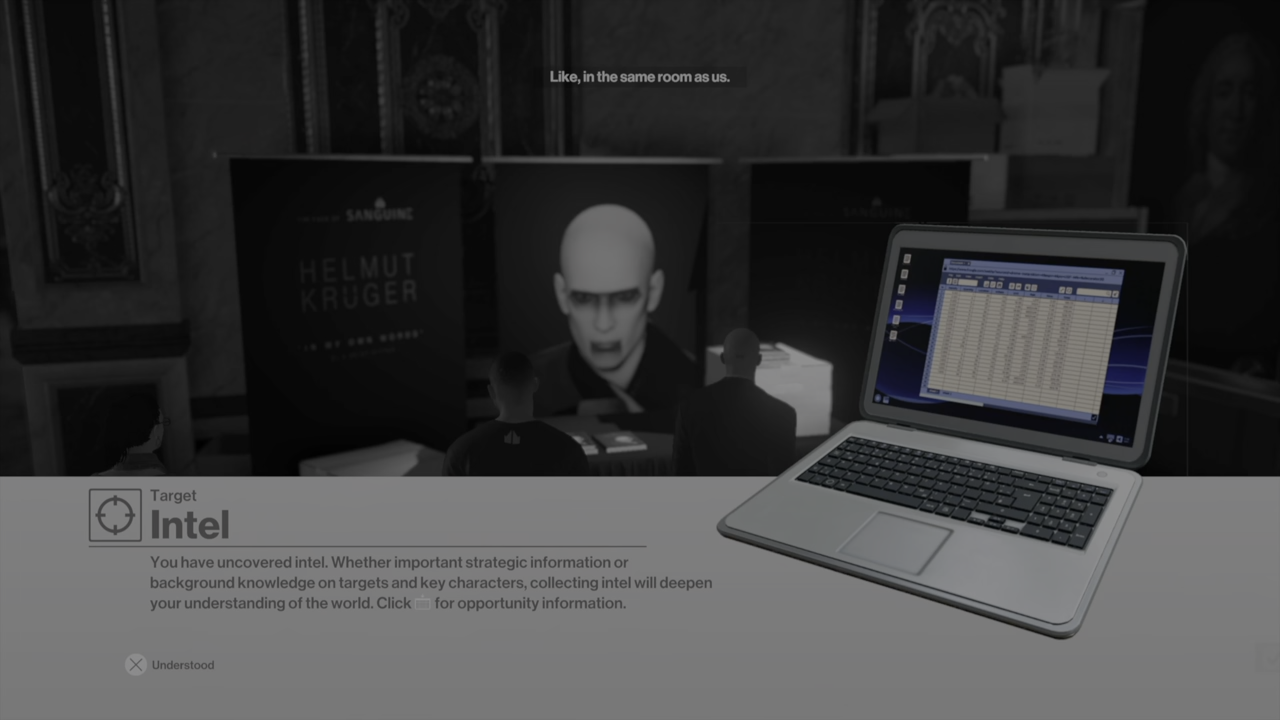 Like, in the same room as us.
SANGUINE
HELMUT
KRUGER
Target
Intel
You have uncovered intel. Whether important strategic information or
background knowledge on targets and key characters, collecting intel will deepen
your understanding of the world. Click for opportunity information.
Understood